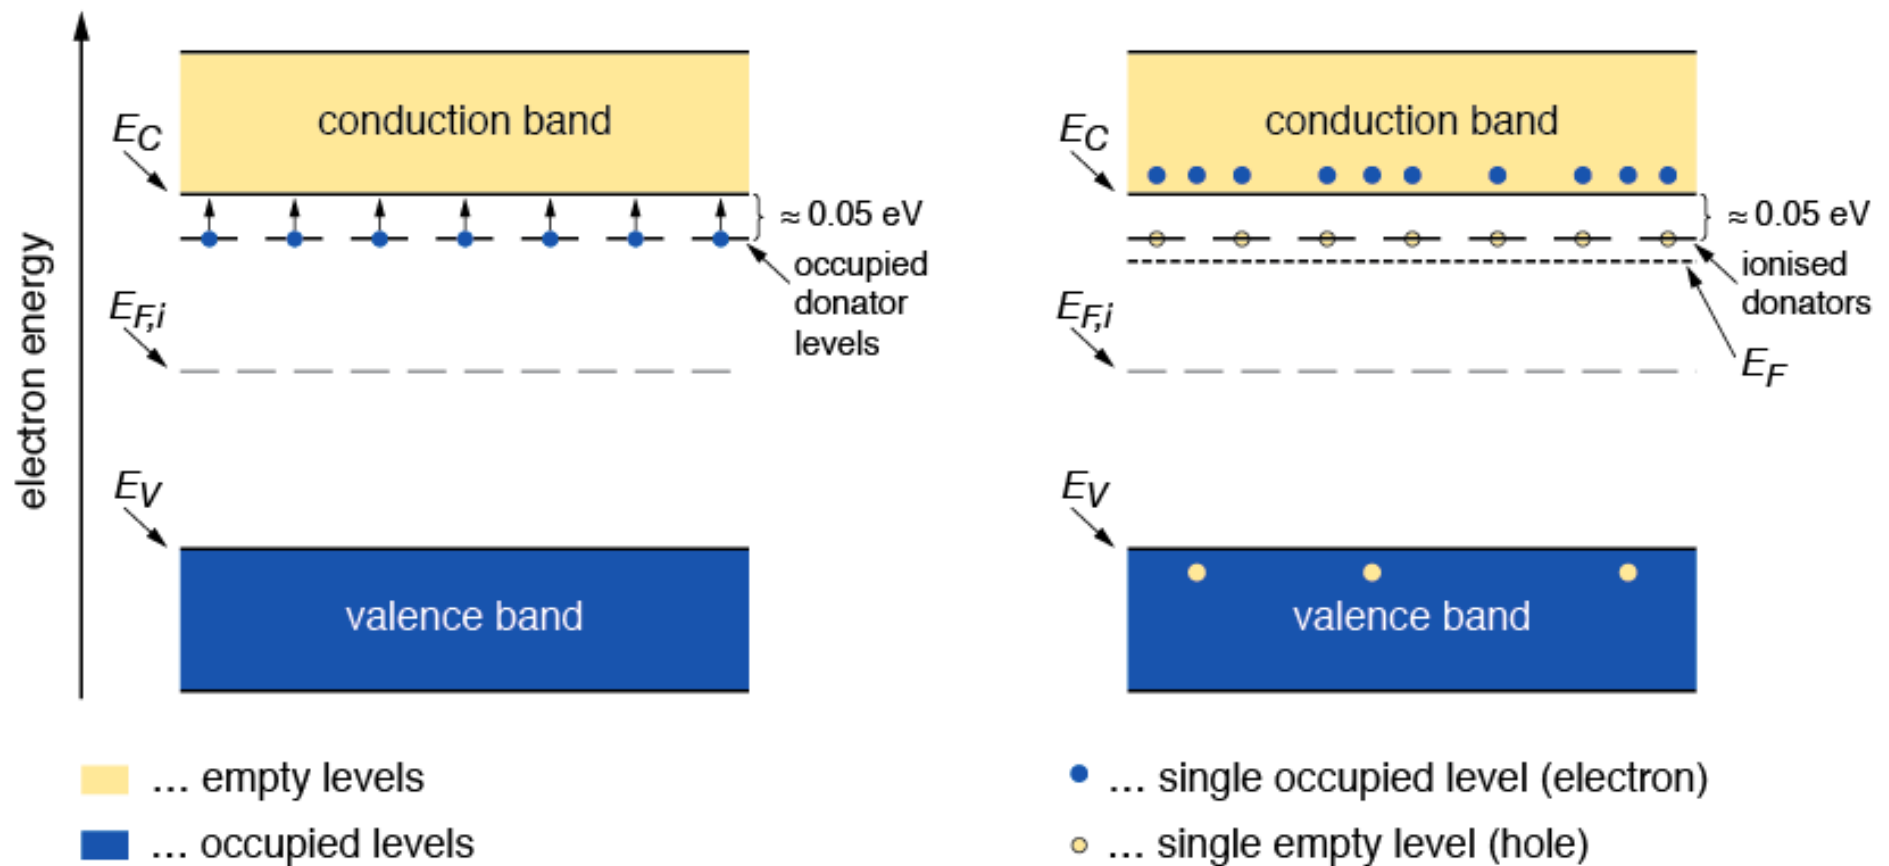 electron energy
conduction band
E_C
≈ 0.05 eV
occupied
donator
levels
E_F,i
E_V
valence band
... empty levels
... occupied levels
conduction band
E_C
≈ 0.05 eV
ionised
donators
E_F,i
E_F
E_V
valence band
... single occupied level (electron)
... single empty level (hole)